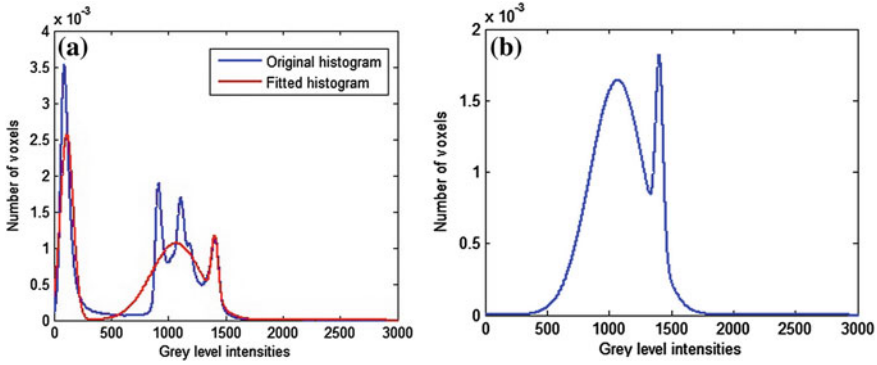 x 10⁻³
(a)
Original histogram
Fitted histogram
Number of voxels
4
3.5
3
2.5
2
1.5
1
0.5
0
0 500 1000 1500 2000 2500 3000
Grey level intensities
x 10⁻³
(b)
Number of voxels
2
1.5
1
0.5
0
0 500 1000 1500 2000 2500 3000
Grey level intensities